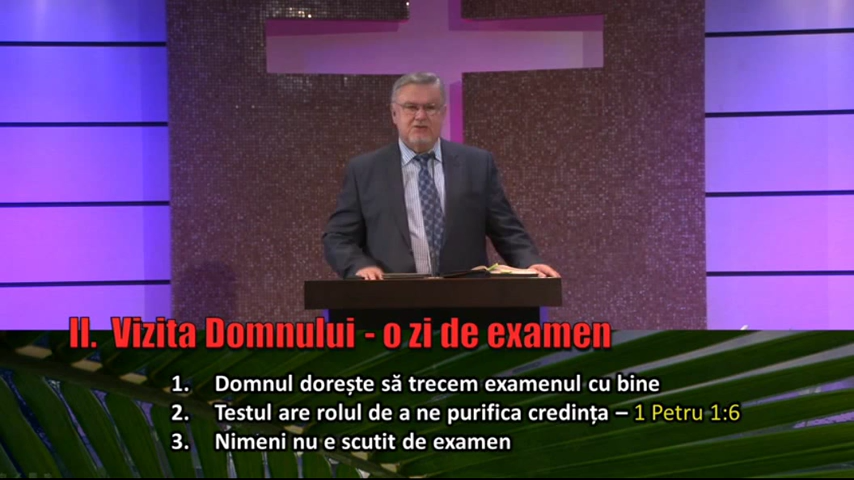 II. Vizita Domnului - o zi de examen
1. Domnul dorește să trecem examenul cu bine
2. Testul are rolul de a ne purifica credința – 1 Petru 1:6
3. Nimeni nu e scutit de examen